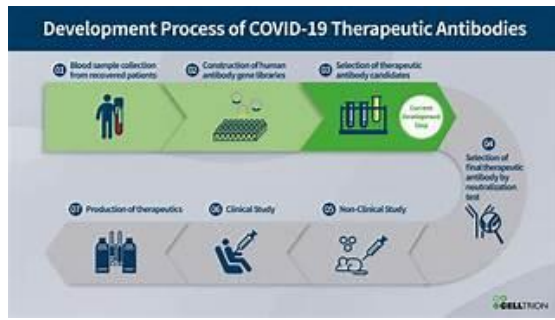 Development Process of COVID-19 Therapeutic Antibodies
01 Blood sample collection
from recovered patients
02 Construction of human
antibody gene libraries
03 Selection of therapeutic
antibody candidates
Current
Development
Step
04
Selection of
final therapeutic
antibody by
neutralization
test
07 Production of therapeutics
06 Clinical Study
05 Non-Clinical Study
CELLTRION